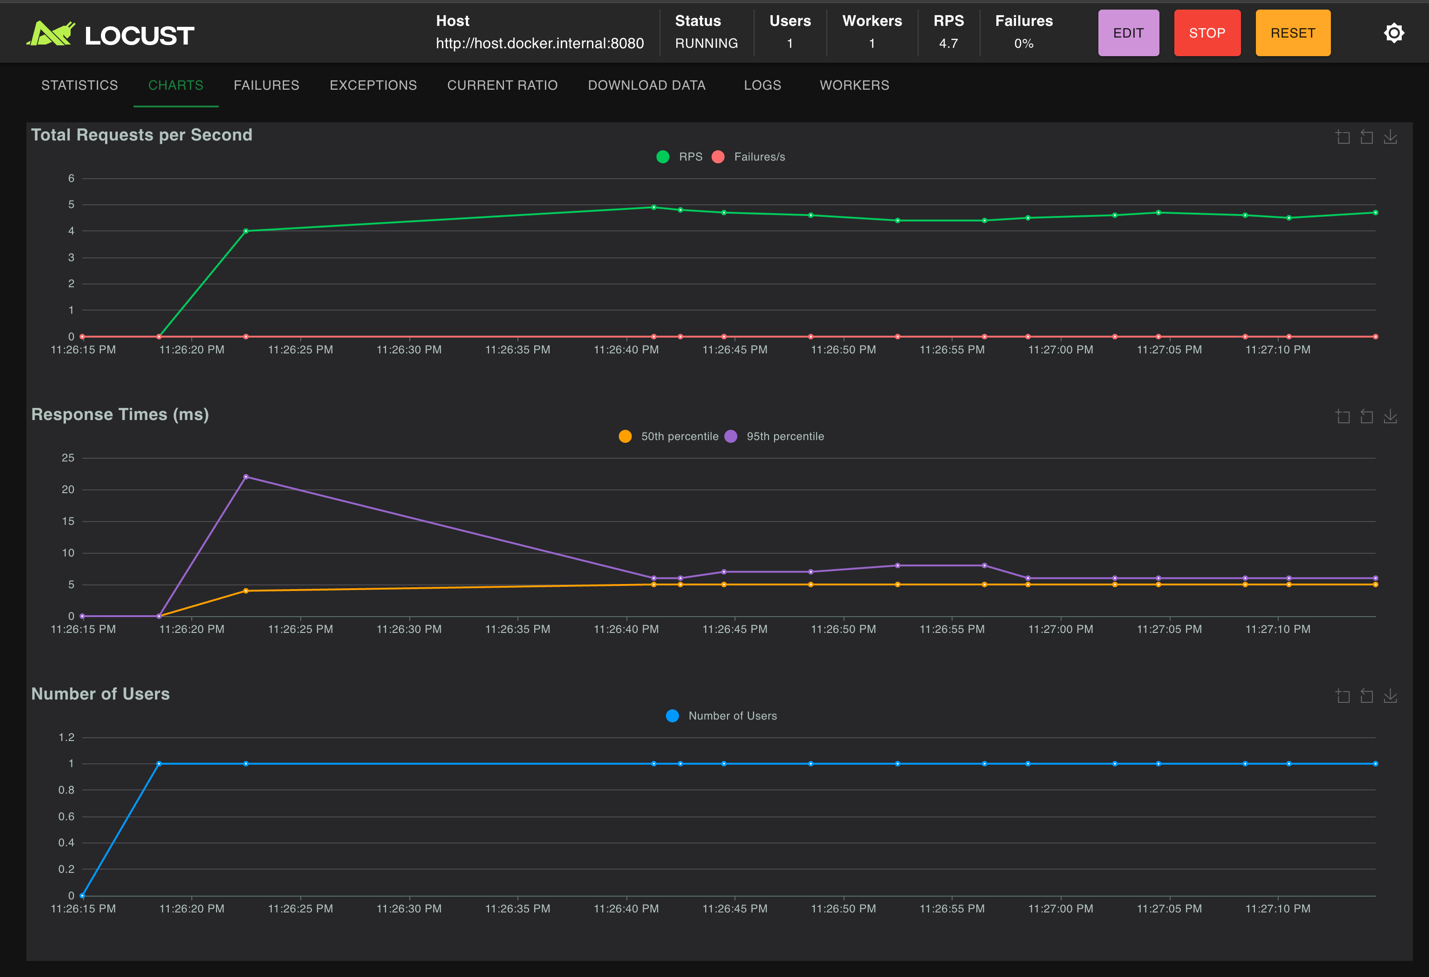 LOCUST
Host
http://host.docker.internal:8080
Status
RUNNING
Users
1
Workers
1
RPS
4.7
Failures
0%
EDIT
STOP
RESET
STATISTICS CHARTS FAILURES EXCEPTIONS CURRENT RATIO DOWNLOAD DATA LOGS WORKERS
Total Requests per Second
RPS Failures/s
6
5
4
3
2
1
0
11:26:15 PM 11:26:20 PM 11:26:25 PM 11:26:30 PM 11:26:35 PM 11:26:40 PM 11:26:45 PM 11:26:50 PM 11:26:55 PM 11:27:00 PM 11:27:05 PM 11:27:10 PM
Response Times (ms)
50th percentile 95th percentile
25
20
15
10
5
0
11:26:15 PM 11:26:20 PM 11:26:25 PM 11:26:30 PM 11:26:35 PM 11:26:40 PM 11:26:45 PM 11:26:50 PM 11:26:55 PM 11:27:00 PM 11:27:05 PM 11:27:10 PM
Number of Users
Number of Users
1.2
1
0.8
0.6
0.4
0.2
0
11:26:15 PM 11:26:20 PM 11:26:25 PM 11:26:30 PM 11:26:35 PM 11:26:40 PM 11:26:45 PM 11:26:50 PM 11:26:55 PM 11:27:00 PM 11:27:05 PM 11:27:10 PM